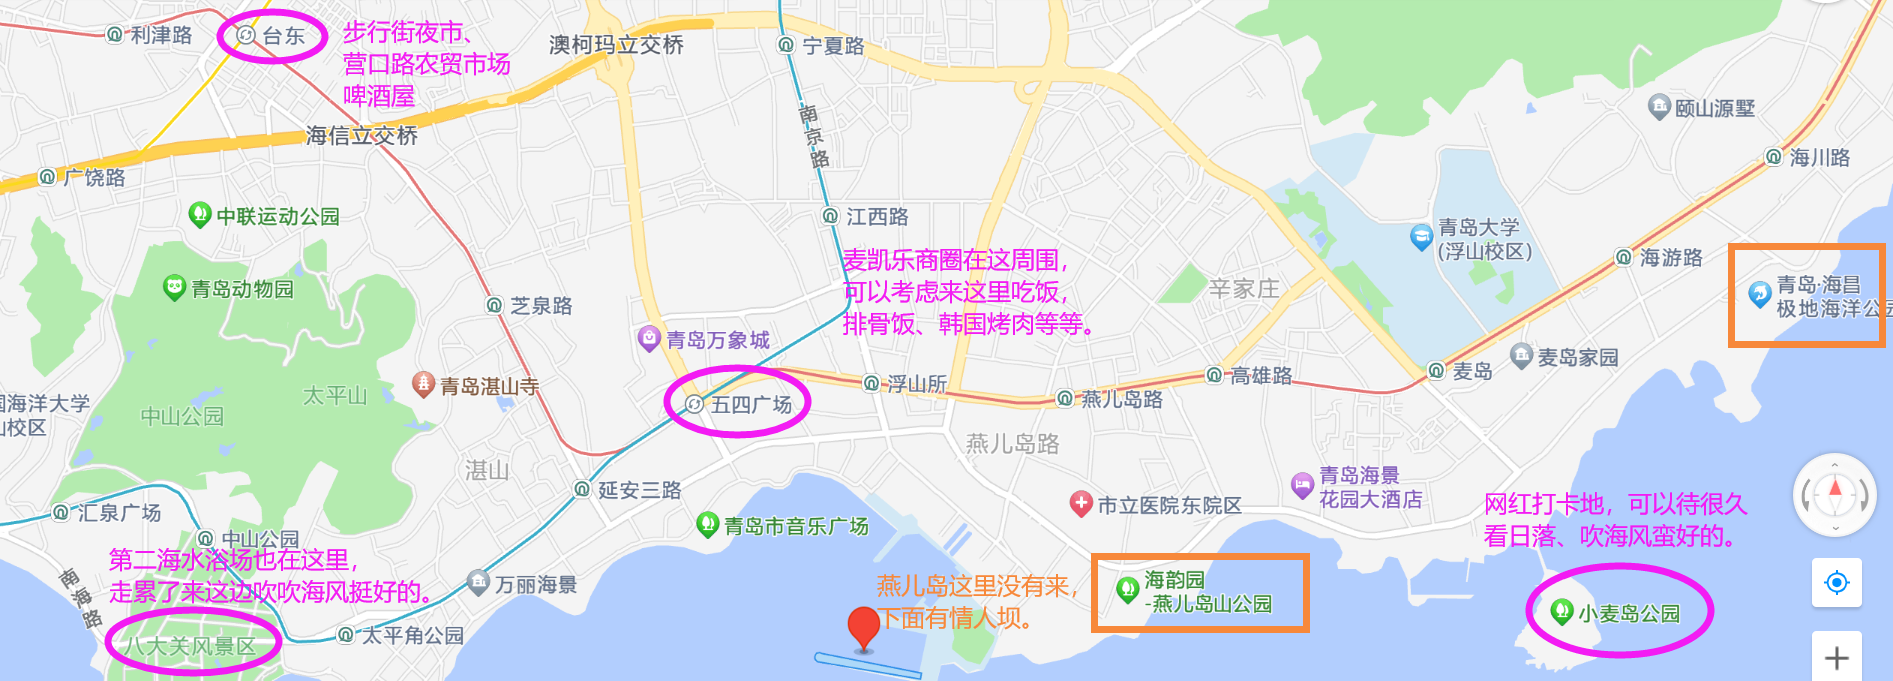 利津路
台东
步行街夜市、
营口路农贸市场
啤酒屋
澳柯玛立交桥
宁夏路
南京路
颐山源墅
海信立交桥
海川路
广饶路
中联运动公园
江西路
青岛大学
(浮山校区)
海游路
麦凯乐商圈在这周围，
可以考虑来这里吃饭，
排骨饭、韩国烤肉等等。
辛家庄
青岛·海昌
极地海洋公园
青岛动物园
芝泉路
青岛万象城
麦岛家园
麦岛
高雄路
浮山所
燕儿岛路
五四广场
青岛湛山寺
太平山
中山公园
国海洋大学
山校区
燕儿岛路
湛山
延安三路
青岛海景
花园大酒店
市立医院东院区
网红打卡地，可以待很久
看日落、吹海风蛮好的。
汇泉广场
青岛市音乐广场
中山公园
第二海水浴场也在这里，
走累了来这边吹吹海风挺好的。
南海路
万丽海景
燕儿岛这里没有来，
下面有情人坝。
海韵园
-燕儿岛山公园
小麦岛公园
太平角公园
八大关风景区